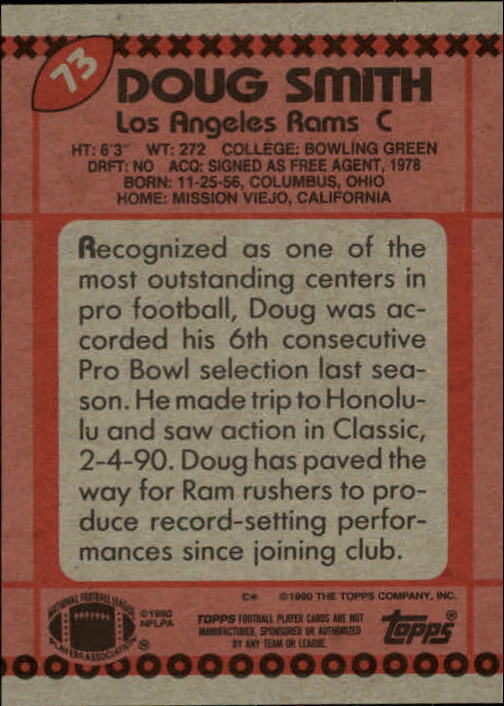 73
DOUG SMITH
Los Angeles Rams C
HT: 6'3" WT: 272 COLLEGE: BOWLING GREEN
DRFT: NO ACQ: SIGNED AS FREE AGENT, 1978
BORN: 11-25-56, COLUMBUS, OHIO
HOME: MISSION VIEJO, CALIFORNIA
Recognized as one of the
most outstanding centers in
pro football, Doug was ac-
corded his 6th consecutive
Pro Bowl selection last sea-
son. He made trip to Honolu-
lu and saw action in Classic,
2-4-90. Doug has paved the
way for Ram rushers to pro-
duce record-setting perfor-
mances since joining club.
C* ©1990 THE TOPPS COMPANY, INC.
NATIONAL FOOTBALL LEAGUE
PLAYERS ASSOCIATION
®
©1990
NFLPA
TOPPS FOOTBALL PLAYER CARDS ARE NOT
MANUFACTURED, SPONSORED OR AUTHORIZED
BY ANY TEAM OR LEAGUE.
topps®